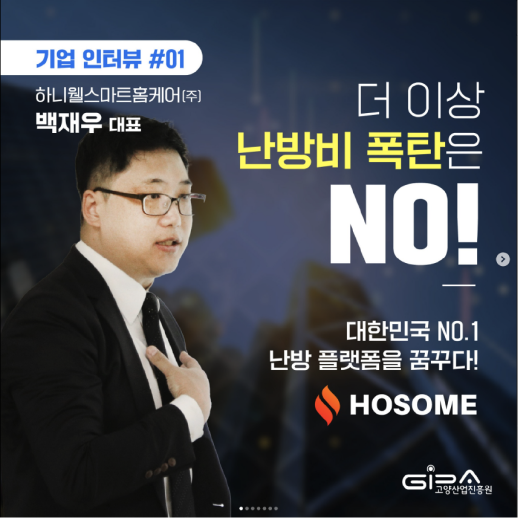 기업 인터뷰 #01
하니웰스마트홈케어(주)
백재우 대표
더 이상
난방비 폭탄은
NO!
대한민국 NO.1
난방 플랫폼을 꿈꾸다!
HOSOME
GIPA
고양산업진흥원